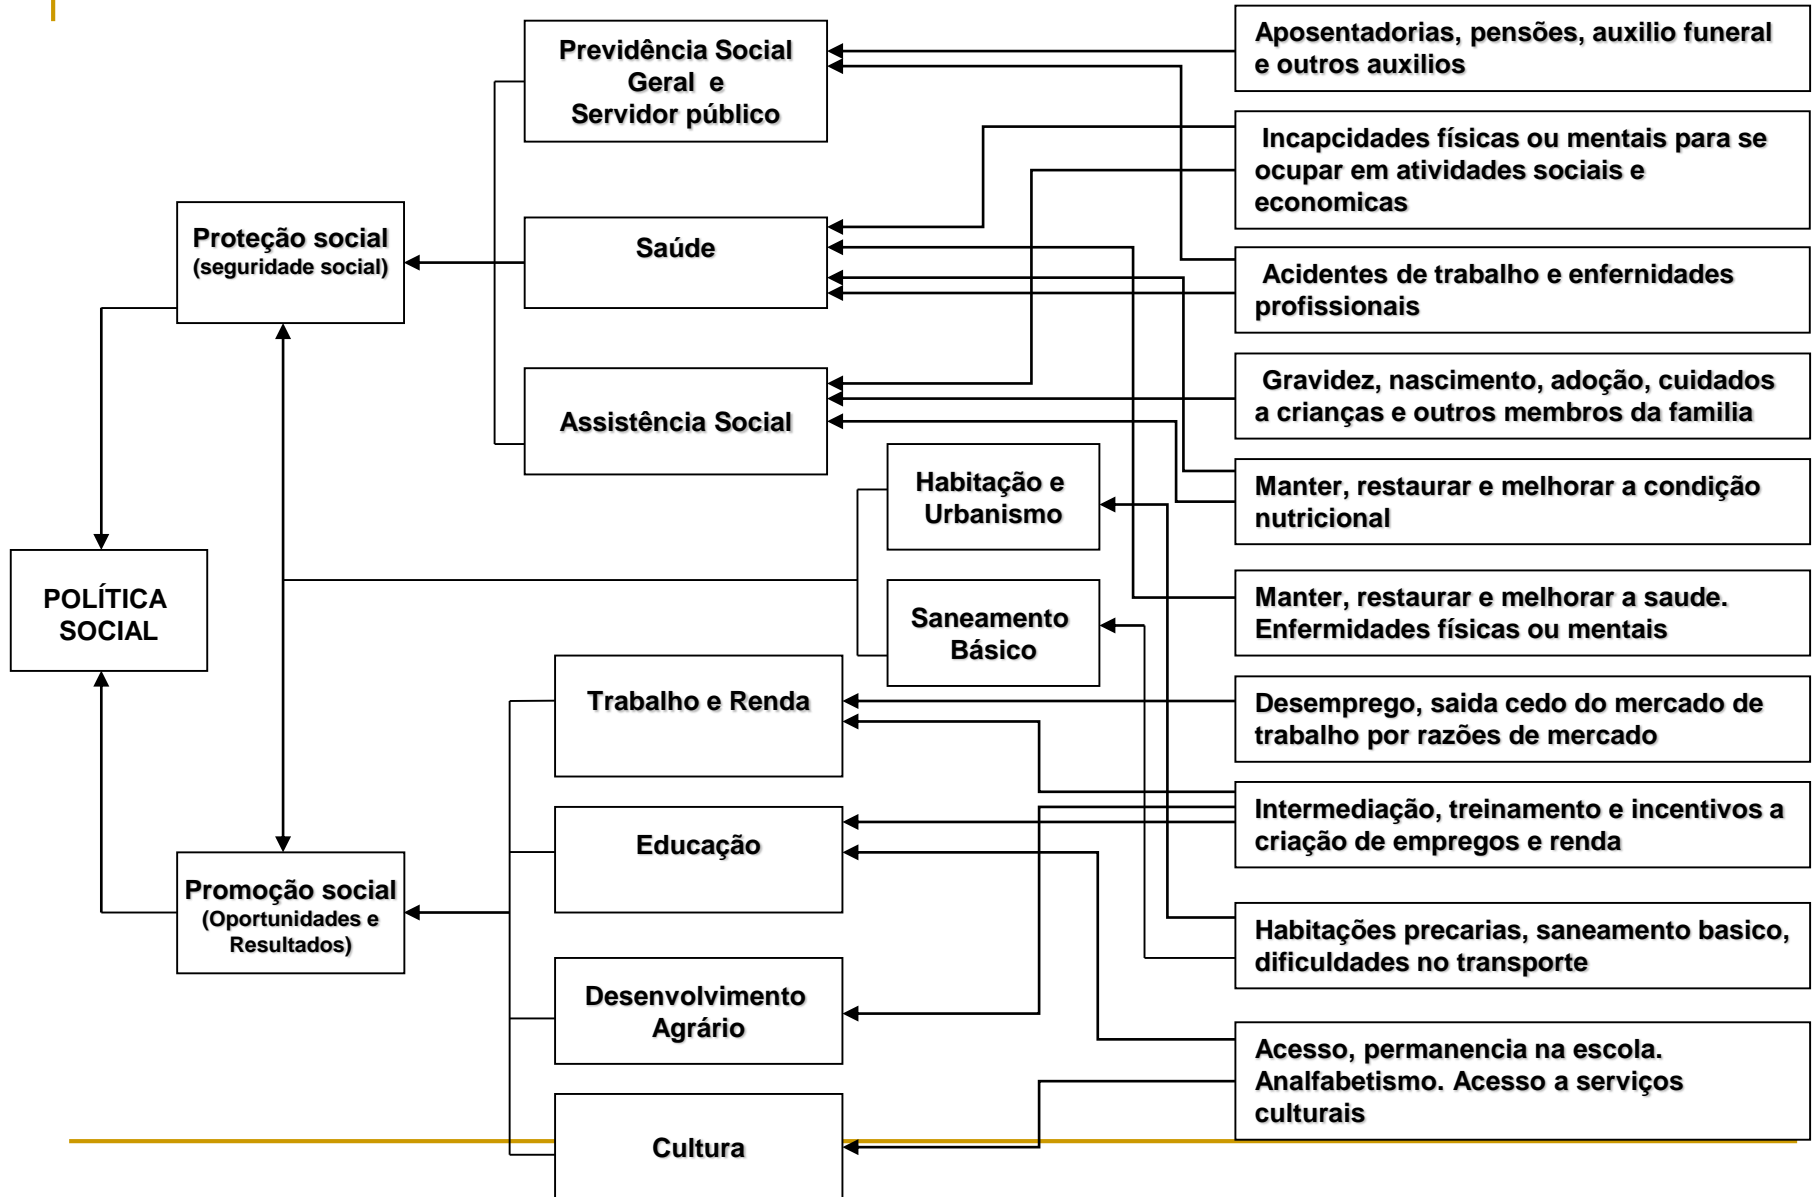 Previdência Social
Geral e
Servidor público
Aposentadorias, pensões, auxilio funeral
e outros auxilios
Incapcidades físicas ou mentais para se
ocupar em atividades sociais e
economicas
Proteção social
(seguridade social)
Saúde
Acidentes de trabalho e enfernidades
profissionais
Assistência Social
Gravidez, nascimento, adoção, cuidados
a crianças e outros membros da familia
Habitação e
Urbanismo
Manter, restaurar e melhorar a condição
nutricional
POLÍTICA
SOCIAL
Saneamento
Básico
Manter, restaurar e melhorar a saude.
Enfermidades físicas ou mentais
Trabalho e Renda
Desemprego, saida cedo do mercado de
trabalho por razões de mercado
Educação
Intermediação, treinamento e incentivos a
criação de empregos e renda
Promoção social
(Oportunidades e
Resultados)
Habitações precarias, saneamento basico,
dificuldades no transporte
Desenvolvimento
Agrário
Acesso, permanencia na escola.
Analfabetismo. Acesso a serviços
culturais
Cultura